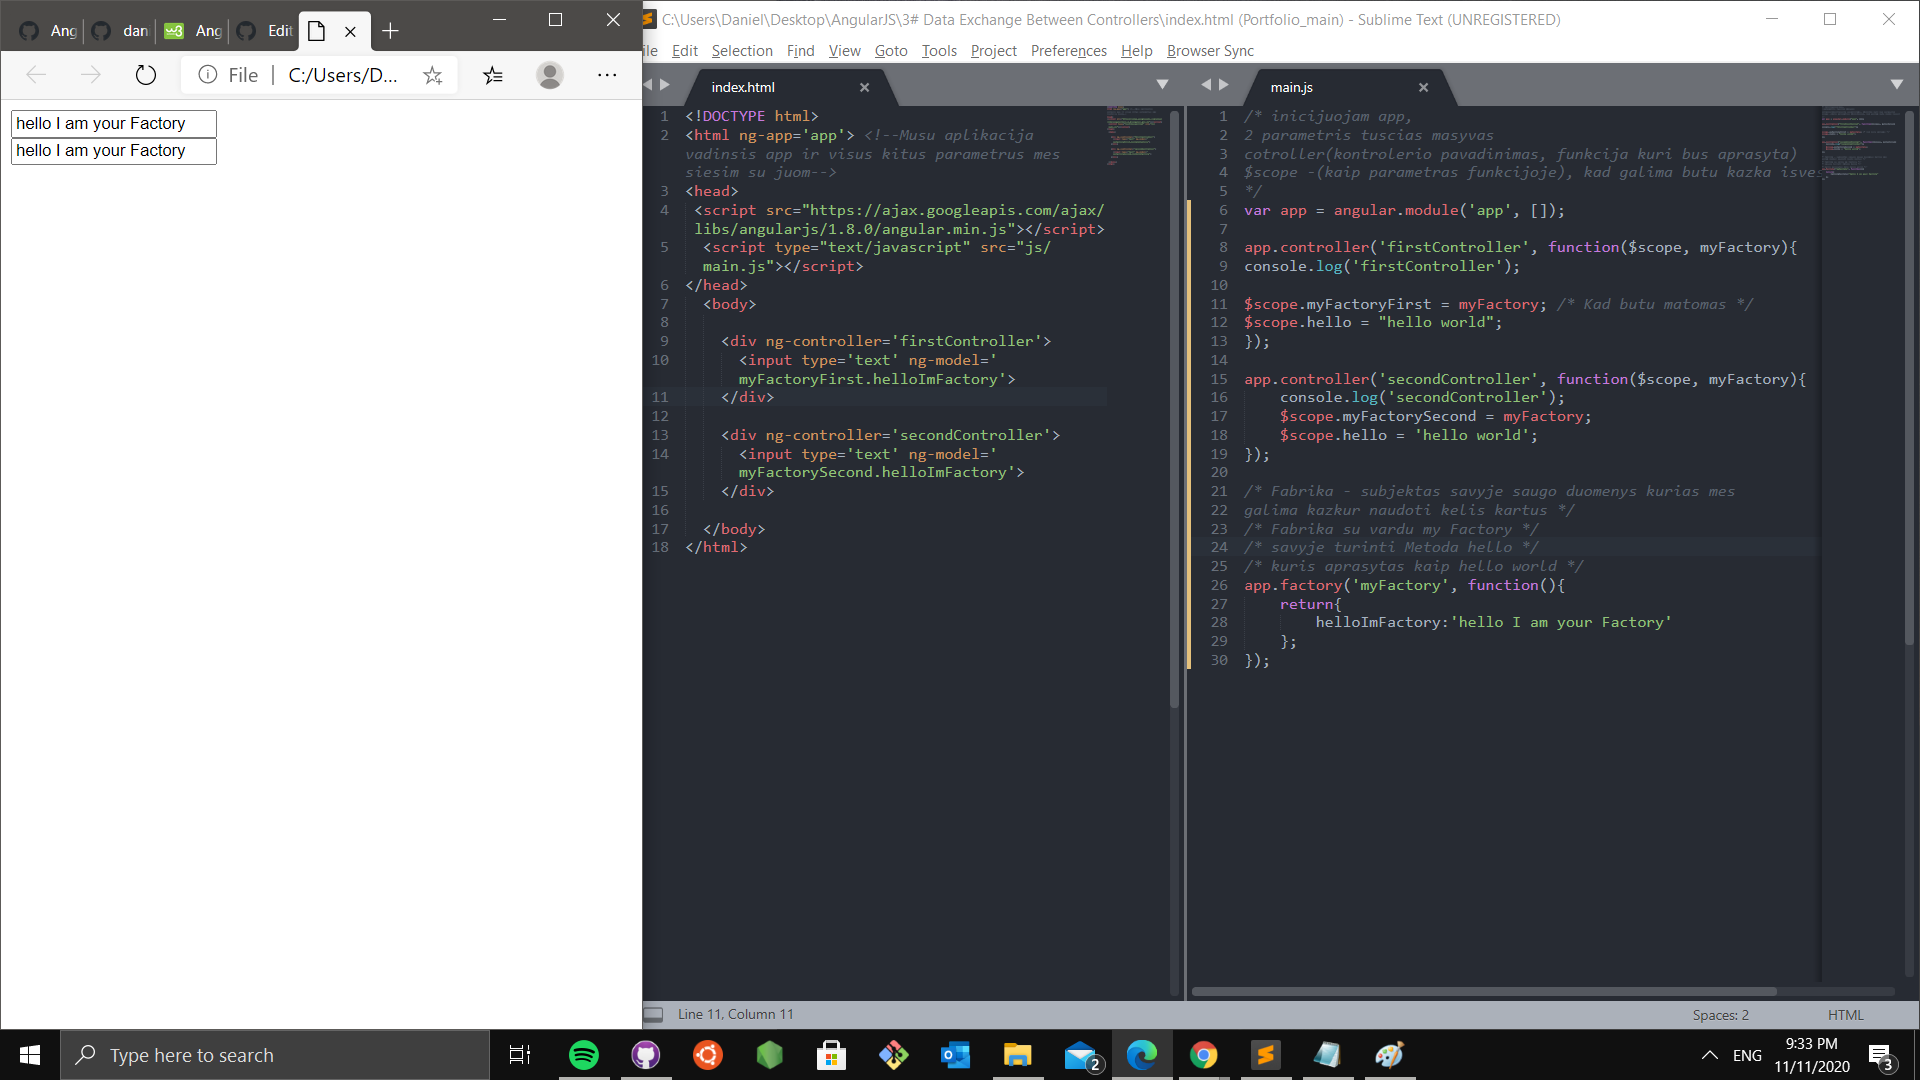 Ang
dan
Ang
Edit
File
C:/Users/D...
hello I am your Factory
hello I am your Factory
C:\Users\Daniel\Desktop\AngularJS\3# Data Exchange Between Controllers\index.html (Portfolio_main) - Sublime Text (UNREGISTERED)
ile Edit Selection Find View Goto Tools Project Preferences Help Browser Sync
index.html
1 <!DOCTYPE html>
2 <html ng-app='app'> <!--Musu aplikacija
vadinsis app ir visus kitus parametrus mes
siesim su juom-->
3 <head>
4 <script src="https://ajax.googleapis.com/ajax/
libs/angularjs/1.8.0/angular.min.js"></script>
5 <script type="text/javascript" src="js/
main.js"></script>
6 </head>
7 <body>
8
9 <div ng-controller='firstController'>
10 <input type='text' ng-model='
myFactoryFirst.helloImFactory'>
11 </div>
12
13 <div ng-controller='secondController'>
14 <input type='text' ng-model='
myFactorySecond.helloImFactory'>
15 </div>
16
17 </body>
18 </html>
main.js
1 /* inicijuojam app,
2 2 parametris tuscias masyvas
3 cotroller(kontrolerio pavadinimas, funkcija kuri bus aprasyta)
4 $scope -(kaip parametras funkcijoje), kad galima butu kazka isves
5 */
6 var app = angular.module('app', []);
7
8 app.controller('firstController', function($scope, myFactory){
9 console.log('firstController');
10
11 $scope.myFactoryFirst = myFactory; /* Kad butu matomas */
12 $scope.hello = "hello world";
13 });
14
15 app.controller('secondController', function($scope, myFactory){
16 console.log('secondController');
17 $scope.myFactorySecond = myFactory;
18 $scope.hello = 'hello world';
19 });
20
21 /* Fabrika - subjektas savyje saugo duomenys kurias mes
22 galima kazkur naudoti kelis kartus */
23 /* Fabrika su vardu my Factory */
24 /* savyje turinti Metoda hello */
25 /* kuris aprasytas kaip hello world */
26 app.factory('myFactory', function(){
27 return{
28 helloImFactory:'hello I am your Factory'
29 };
30 });
Line 11, Column 11
Spaces: 2
HTML
Type here to search
2
ENG
9:33 PM
11/11/2020
3